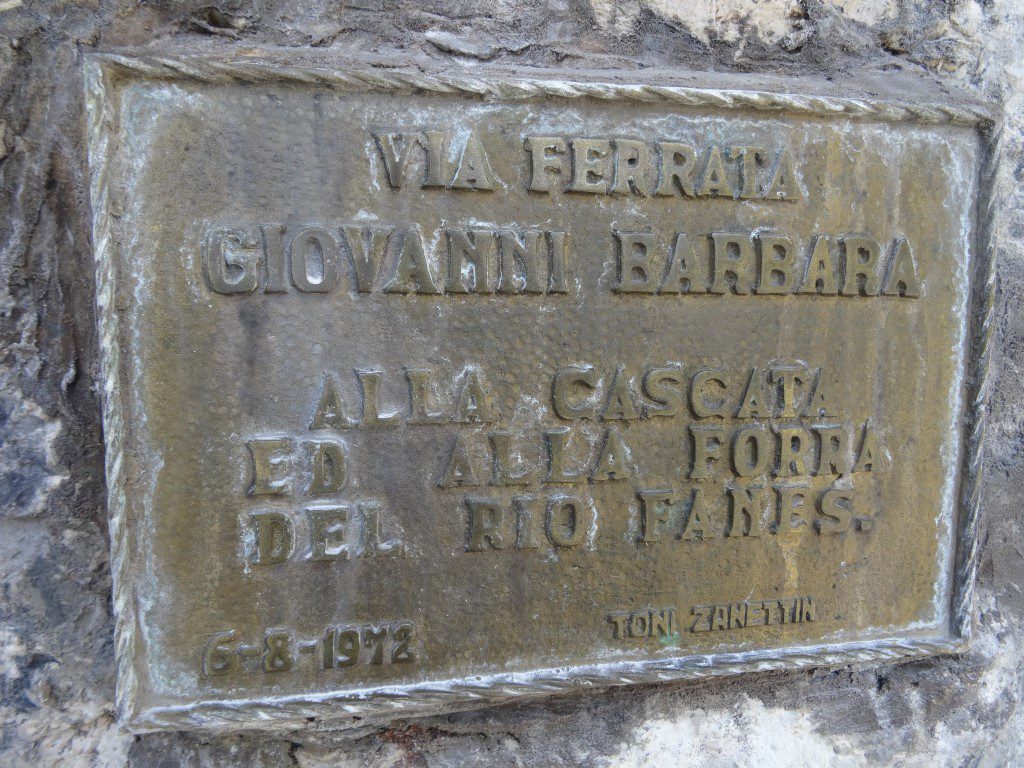 VIA FERRATA
GIOVANNI BARBARA
ALLA CASCATA
ED ALLA FORRA
DEL RIO FANES.
TONI ZANETTIN
6-8-1972